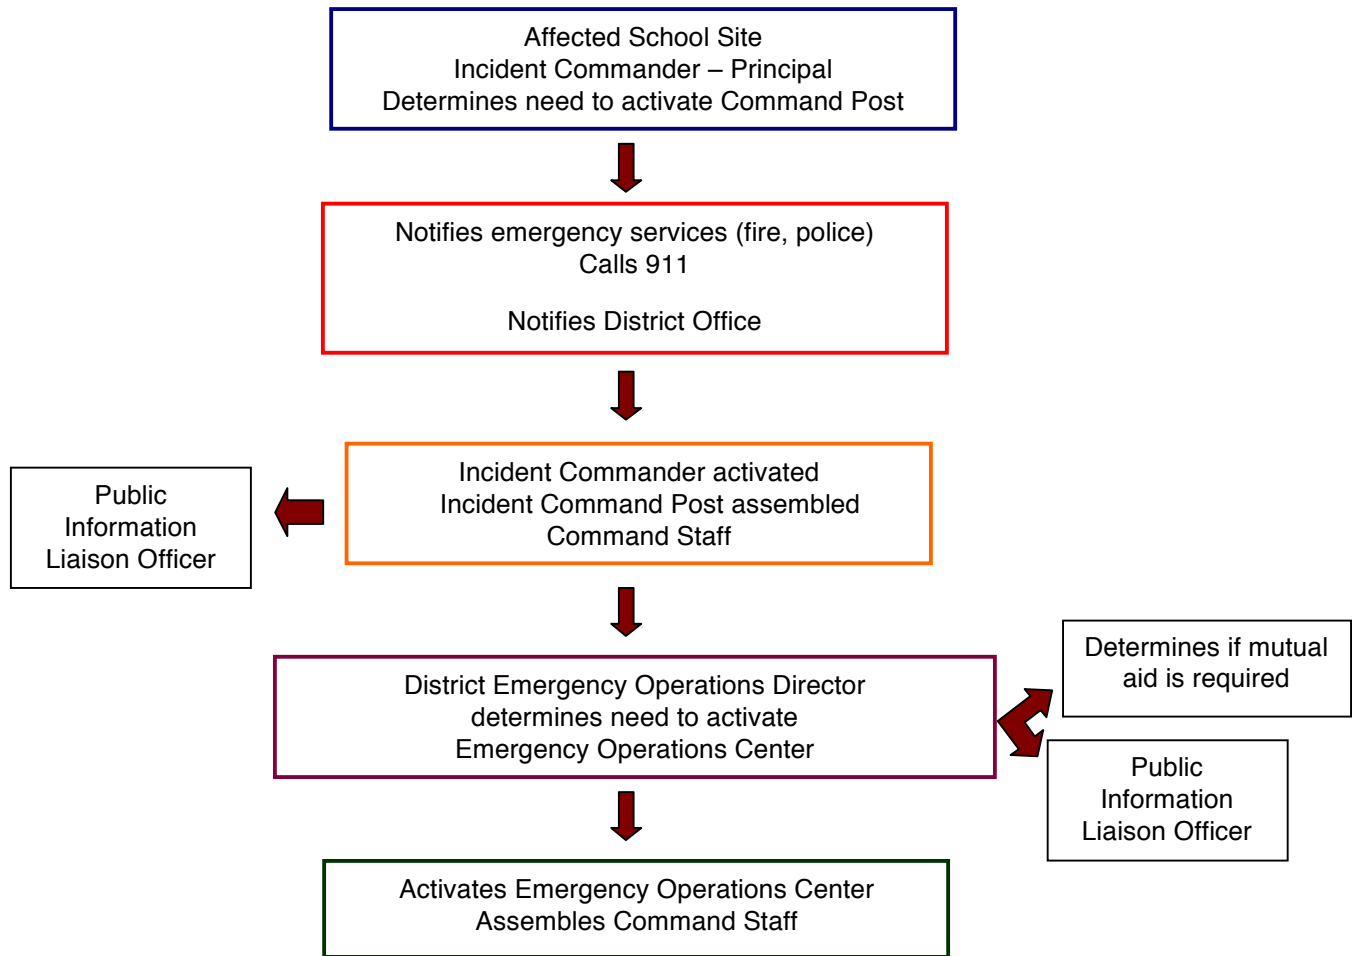 Affected School Site
Incident Commander – Principal
Determines need to activate Command Post
Notifies emergency services (fire, police)
Calls 911
Notifies District Office
Incident Commander activated
Incident Command Post assembled
Command Staff
Public
Information
Liaison Officer
District Emergency Operations Director
determines need to activate
Emergency Operations Center
Determines if mutual
aid is required
Public
Information
Liaison Officer
Activates Emergency Operations Center
Assembles Command Staff